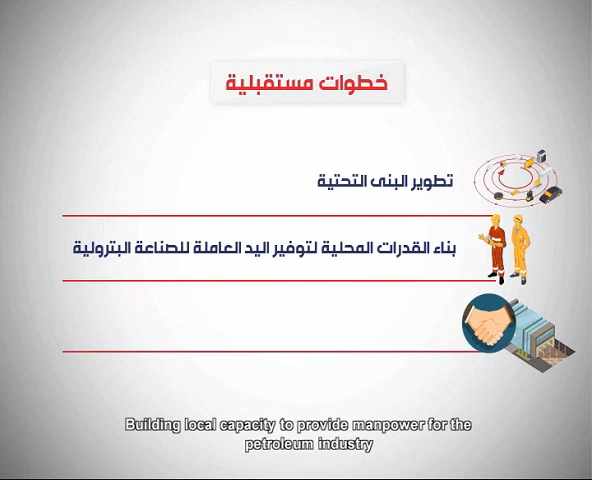 خطوات مستقبلية
تطوير البنى التحتية
بناء القدرات المحلية لتوفير اليد العاملة للصناعة البترولية
Building local capacity to provide manpower for the
petroleum industry